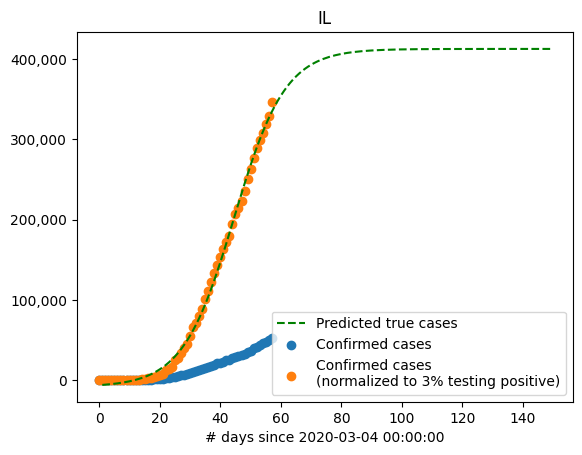 IL
400,000
300,000
200,000
100,000
0
0 20 40 60 80 100 120 140
# days since 2020-03-04 00:00:00
Predicted true cases
Confirmed cases
Confirmed cases
(normalized to 3% testing positive)